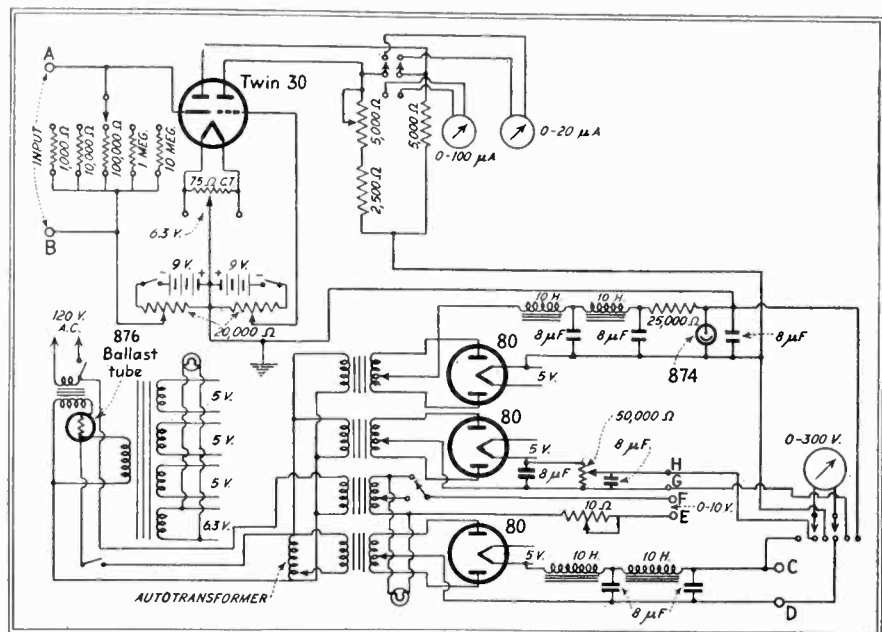 A
INPUT
B
1,000 Ω
10,000 Ω
100,000 Ω
1 MEG.
10 MEG.
Twin 30
75 Ω C.T.
6.3 V.
5,000 Ω
2,500 Ω
5,000 Ω
0-100 µA
0-20 µA
- 9 V. +
+ 9 V. -
20,000 Ω
120 V.
A.C.
876
Ballast
tube
5 V.
5 V.
5 V.
6.3 V.
AUTOTRANSFORMER
80
5 V.
10 H.
10 H.
8 µF
8 µF
25,000 Ω
874
8 µF
80
5 V.
8 µF
50,000 Ω
8 µF
H
G
F
0-10 V.
E
10 Ω
0-300 V.
80
5 V.
10 H.
10 H.
8 µF
C
D